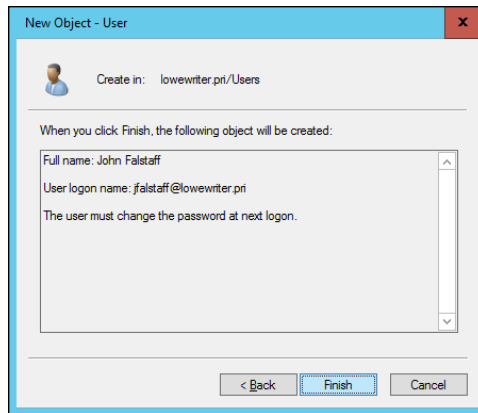 New Object - User
x
Create in: lowewriter.pri/Users
When you click Finish, the following object will be created:
Full name: John Falstaff
User logon name: jfalstaff@lowewriter.pri
The user must change the password at next logon.
< Back Finish Cancel